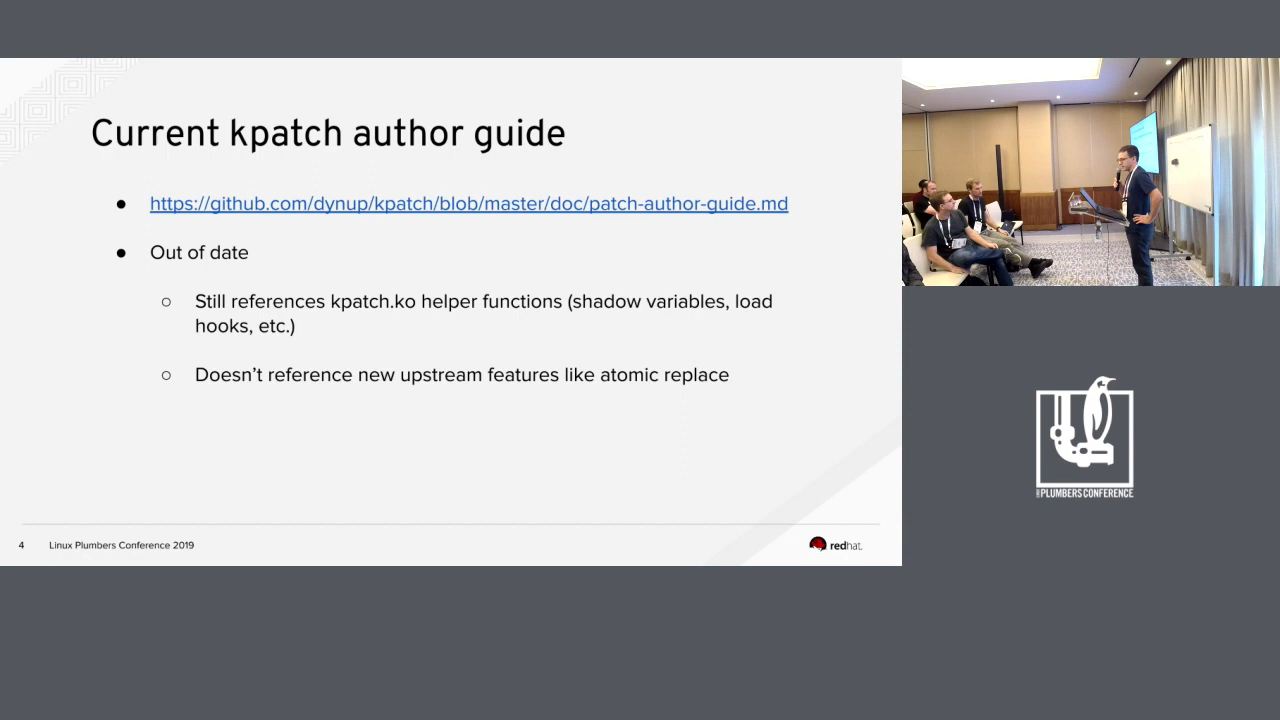 Current kpatch author guide
● https://github.com/dynup/kpatch/blob/master/doc/patch-author-guide.md
● Out of date
○ Still references kpatch.ko helper functions (shadow variables, load
hooks, etc.)
○ Doesn’t reference new upstream features like atomic replace
4 Linux Plumbers Conference 2019
redhat.
PLUMBERS CONFERENCE